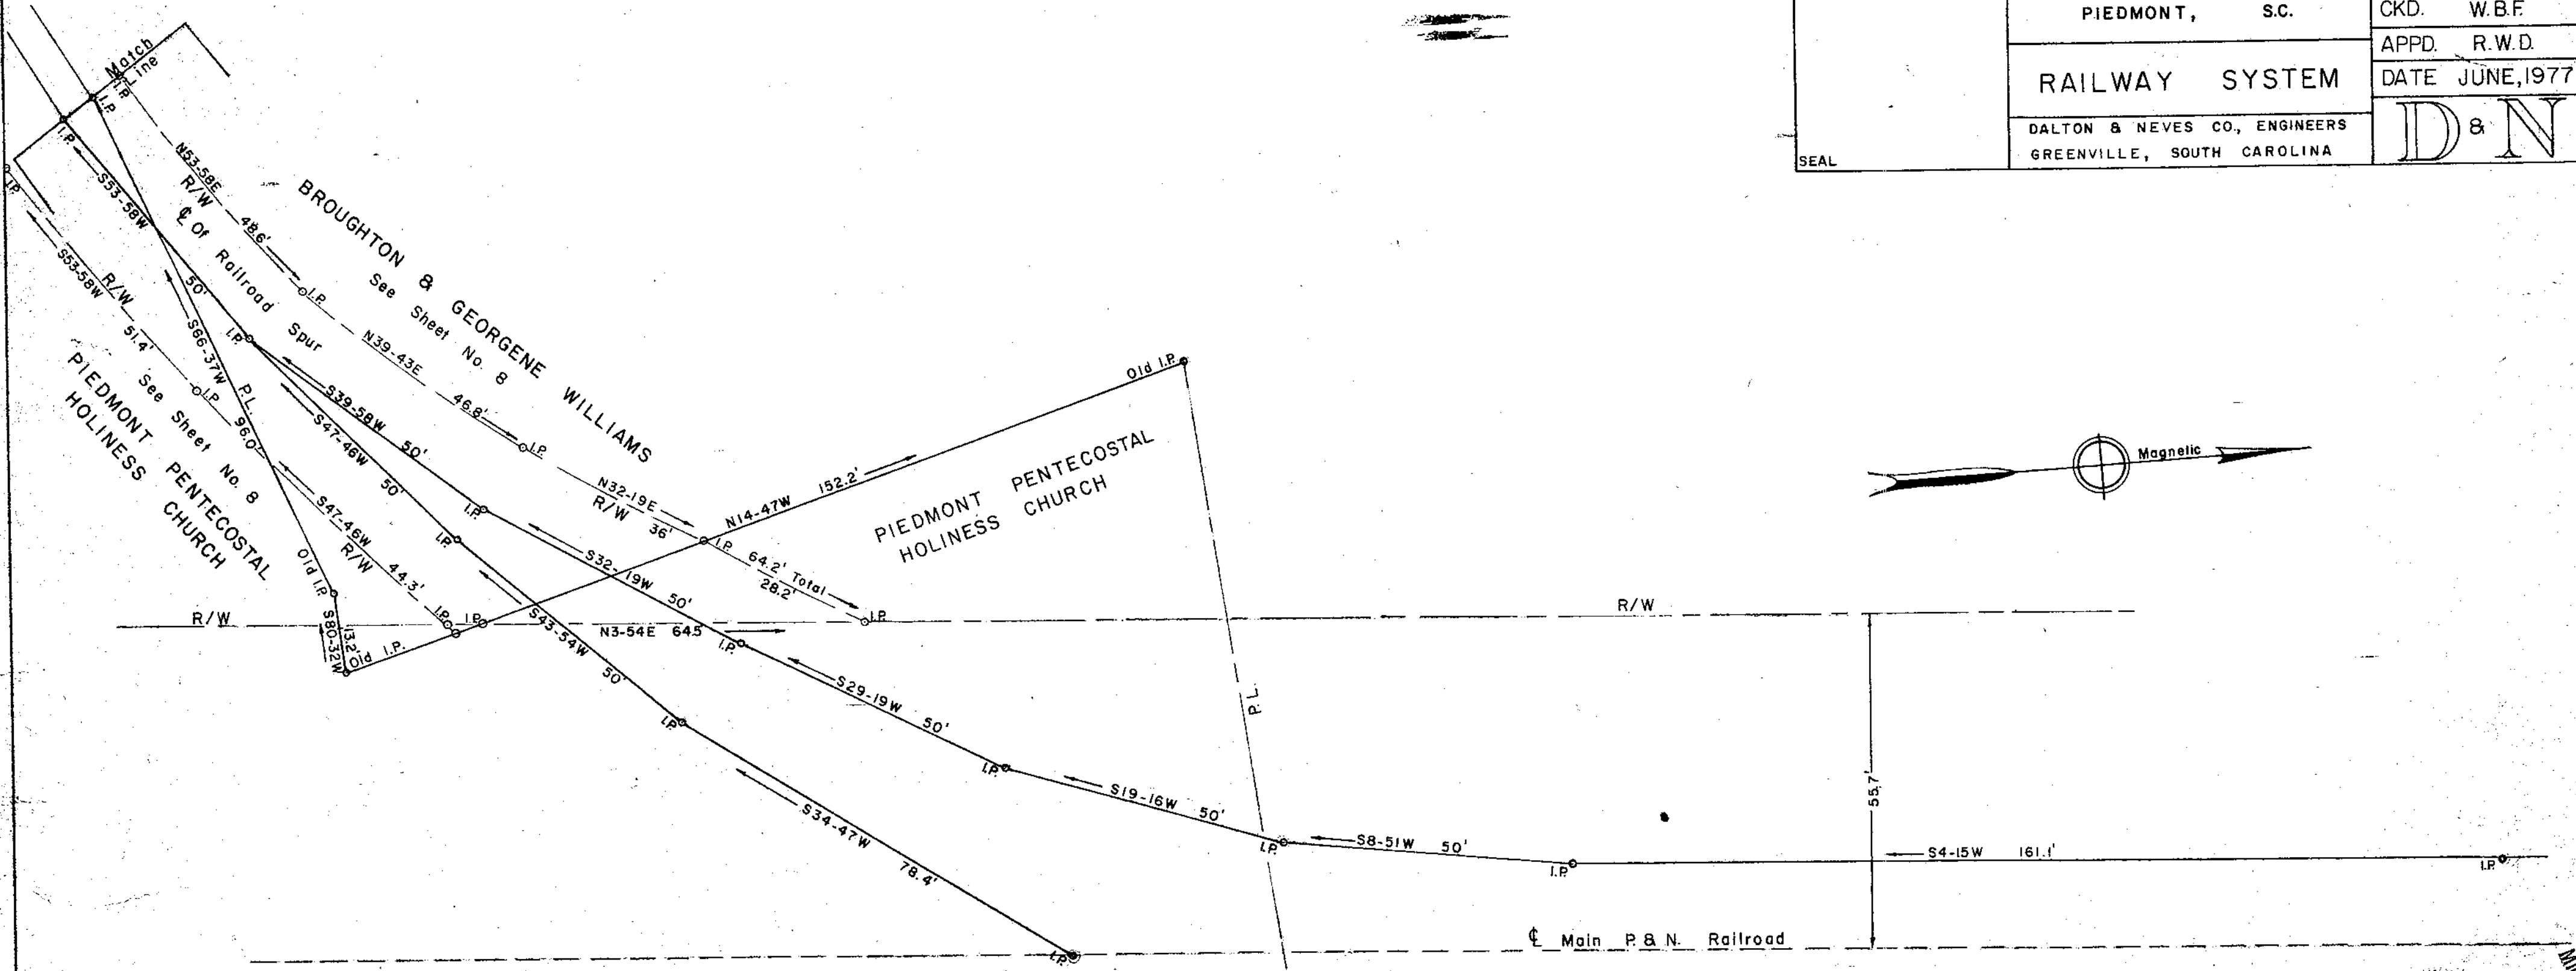 PIEDMONT, S.C.
CKD. W.B.F.
APPD. R.W.D.
RAILWAY SYSTEM
DATE JUNE, 1977
DALTON & NEVES CO., ENGINEERS
GREENVILLE, SOUTH CAROLINA
D & N
SEAL
Match
Line
I.P.
I.P.
I.P.
I.P.
N53-58E
R/W
48.6'
I.P.
S53-58W
50'
℄ Of Railroad Spur
BROUGHTON & GEORGENE WILLIAMS
See Sheet No. 8
S53-58W
R/W
51.4'
I.P.
S66-37W
P.L.
96.0'
PIEDMONT PENTECOSTAL
HOLINESS CHURCH
See Sheet No. 8
I.P.
N39-43E
46.8'
I.P.
S39-58W 50'
I.P.
S47-46W
50'
I.P.
N32-19E
R/W 36'
I.P.
64.2' Total
28.2'
I.P.
N14-47W 152.2'
Old I.P.
PIEDMONT PENTECOSTAL
HOLINESS CHURCH
Magnetic
S47-46W
R/W
44.3'
I.P.
I.P.
Old I.P.
S80-32W
13.2'
Old I.P.
R/W
N3-54E 64.5
R/W
S32-19W 50'
I.P.
S43-54W
50'
I.P.
S29-19W 50'
I.P.
S19-16W 50'
I.P.
P.L.
S8-51W 50'
I.P.
S4-15W 161.1'
I.P.
55.7'
S34-47W
78.4'
I.P.
℄ Main P. & N. Railroad